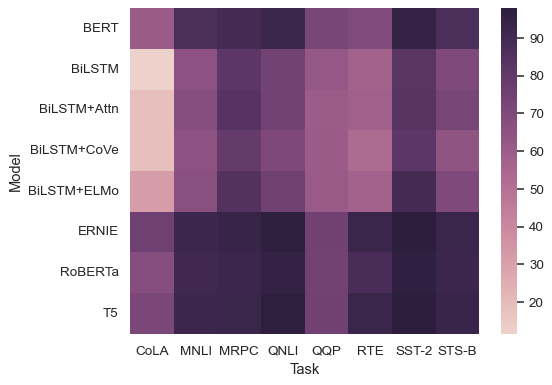 BERT
BiLSTM
BiLSTM+Attn
BiLSTM+CoVe
BiLSTM+ELMo
ERNIE
RoBERTa
T5
Model
CoLA MNLI MRPC QNLI QQP RTE SST-2 STS-B
Task
90
80
70
60
50
40
30
20